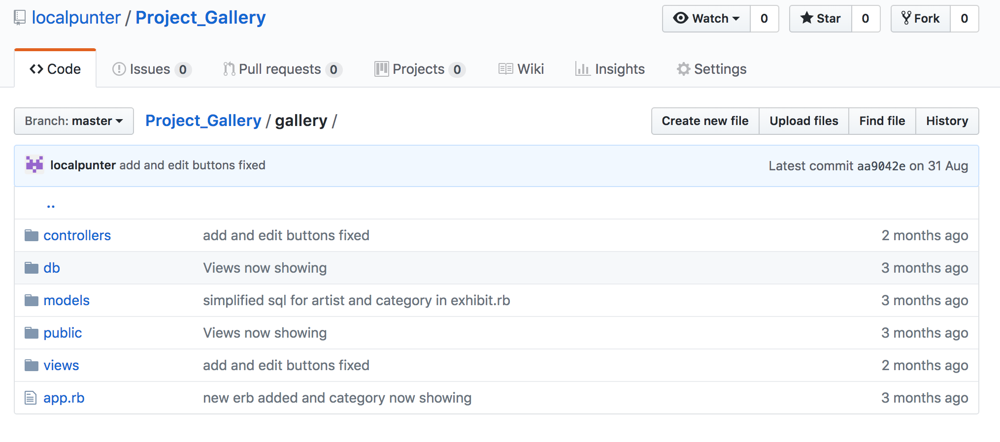 localpunter / Project_Gallery Watch 0 Star 0 Fork 0
Code Issues 0 Pull requests 0 Projects 0 Wiki Insights Settings
Branch: master Project_Gallery / gallery / Create new file Upload files Find file History
localpunter add and edit buttons fixed Latest commit aa9042e on 31 Aug
..
controllers add and edit buttons fixed 2 months ago
db Views now showing 3 months ago
models simplified sql for artist and category in exhibit.rb 3 months ago
public Views now showing 3 months ago
views add and edit buttons fixed 2 months ago
app.rb new erb added and category now showing 3 months ago